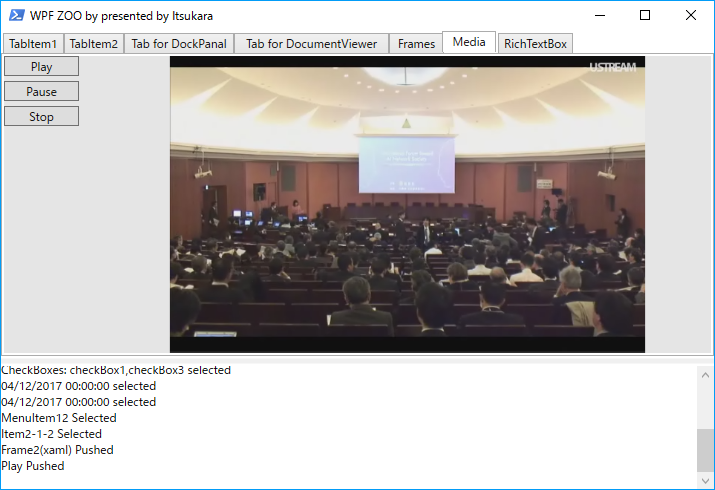 WPF ZOO by presented by Itsukara
TabItem1 TabItem2 Tab for DockPanal Tab for DocumentViewer Frames Media RichTextBox
Play
Pause
Stop
USTREAM
CheckBoxes: checkBox1,checkBox3 selected
04/12/2017 00:00:00 selected
04/12/2017 00:00:00 selected
MenuItem12 Selected
Item2-1-2 Selected
Frame2(xaml) Pushed
Play Pushed